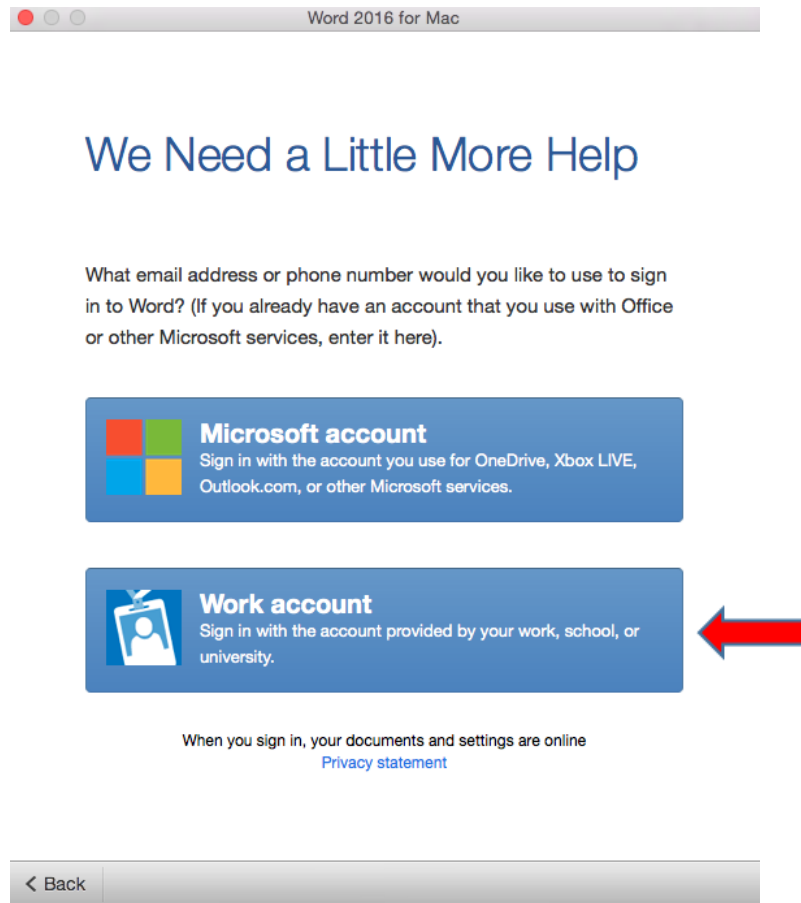 Word 2016 for Mac
We Need a Little More Help
What email address or phone number would you like to use to sign
in to Word? (If you already have an account that you use with Office
or other Microsoft services, enter it here).
Microsoft account
Sign in with the account you use for OneDrive, Xbox LIVE,
Outlook.com, or other Microsoft services.
Work account
Sign in with the account provided by your work, school, or
university.
When you sign in, your documents and settings are online
Privacy statement
Back